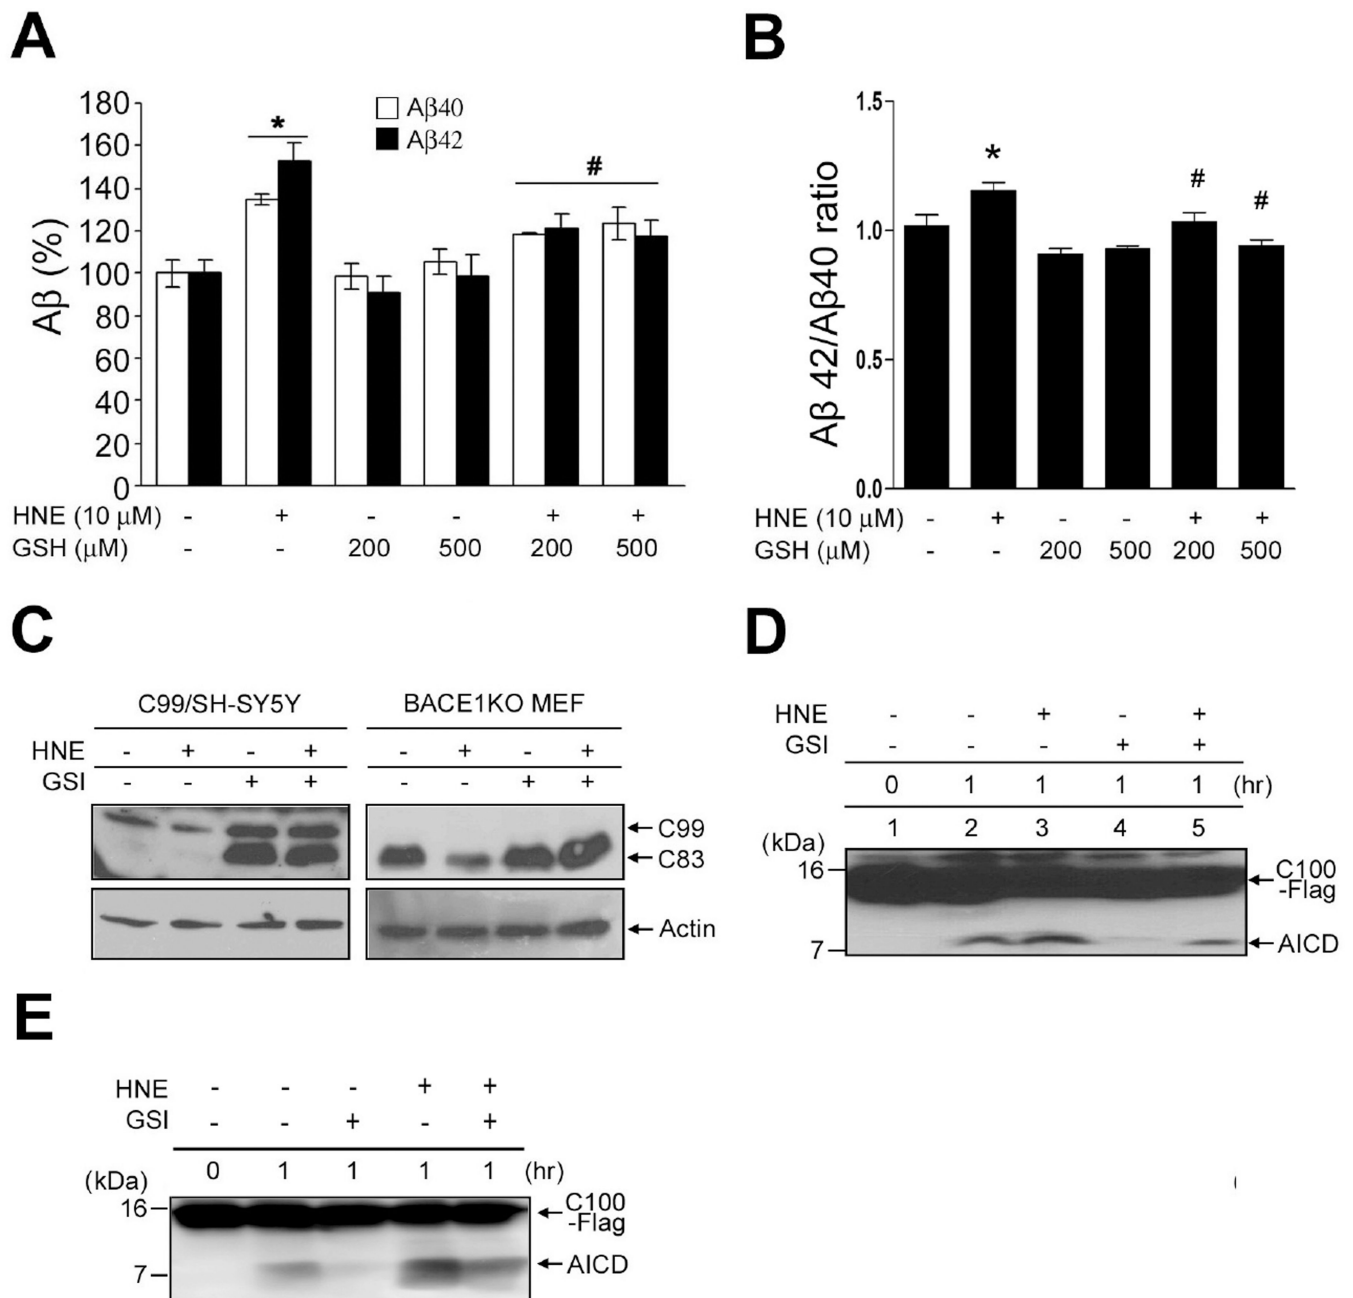 A
B
180
160
140
120
100
80
60
40
20
0
Aβ (%)
Aβ40
Aβ42
*
#
HNE (10 μM) - + - - + +
GSH (μM) - - 200 500 200 500
1.5
1.0
0.5
0.0
Aβ 42/Aβ40 ratio
*
#
#
HNE (10 μM) - + - - + +
GSH (μM) - - 200 500 200 500
C
D
C99/SH-SY5Y BACE1KO MEF
HNE - + - + - + - +
GSI - - + + - - + +
C99
C83
Actin
HNE - - + - +
GSI - - - + +
0 1 1 1 1 (hr)
(kDa) 1 2 3 4 5
16
C100
-Flag
7
AICD
E
HNE - - - + +
GSI - - + - +
0 1 1 1 1 (hr)
(kDa)
16
C100
-Flag
7
AICD